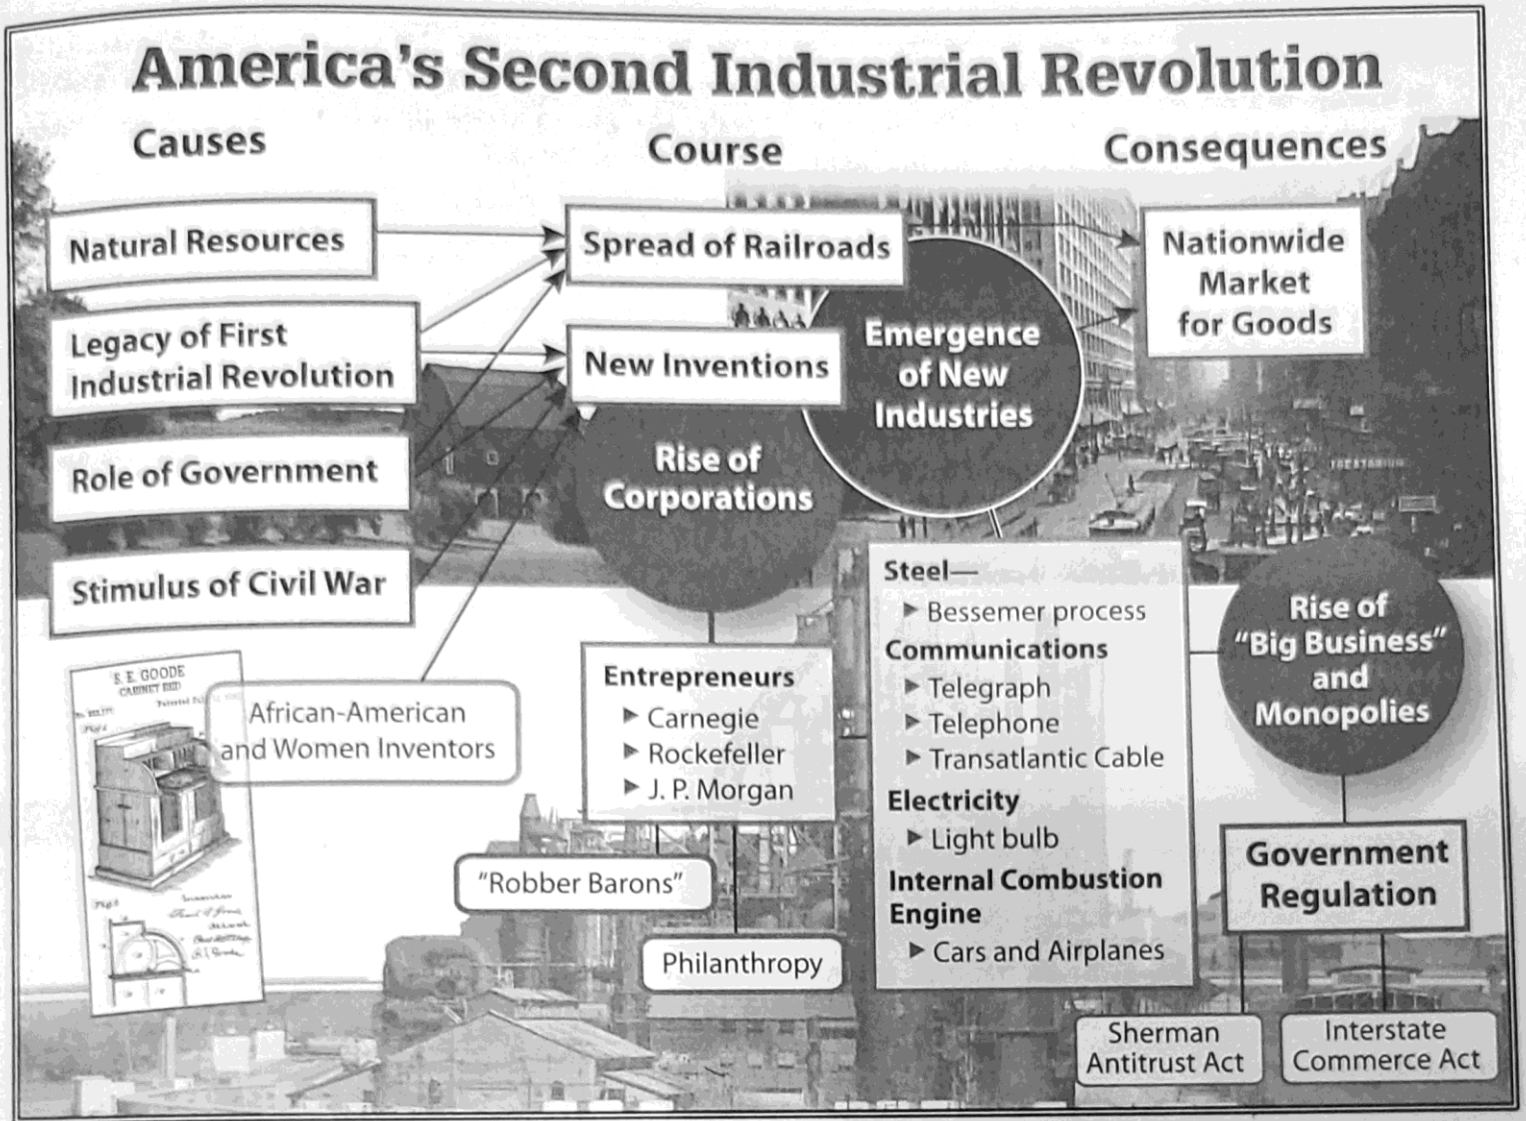 America's Second Industrial Revolution
Causes
Course
Consequences
Natural Resources
Legacy of First
Industrial Revolution
Role of Government
Stimulus of Civil War
African-American
and Women Inventors
S. E. GOODE
CABINET BED
Spread of Railroads
New Inventions
Rise of
Corporations
Entrepreneurs
▶ Carnegie
▶ Rockefeller
▶ J. P. Morgan
"Robber Barons"
Philanthropy
Emergence
of New
Industries
Steel—
▶ Bessemer process
Communications
▶ Telegraph
▶ Telephone
▶ Transatlantic Cable
Electricity
▶ Light bulb
Internal Combustion
Engine
▶ Cars and Airplanes
Nationwide
Market
for Goods
Rise of
"Big Business"
and
Monopolies
Government
Regulation
Sherman
Antitrust Act
Interstate
Commerce Act